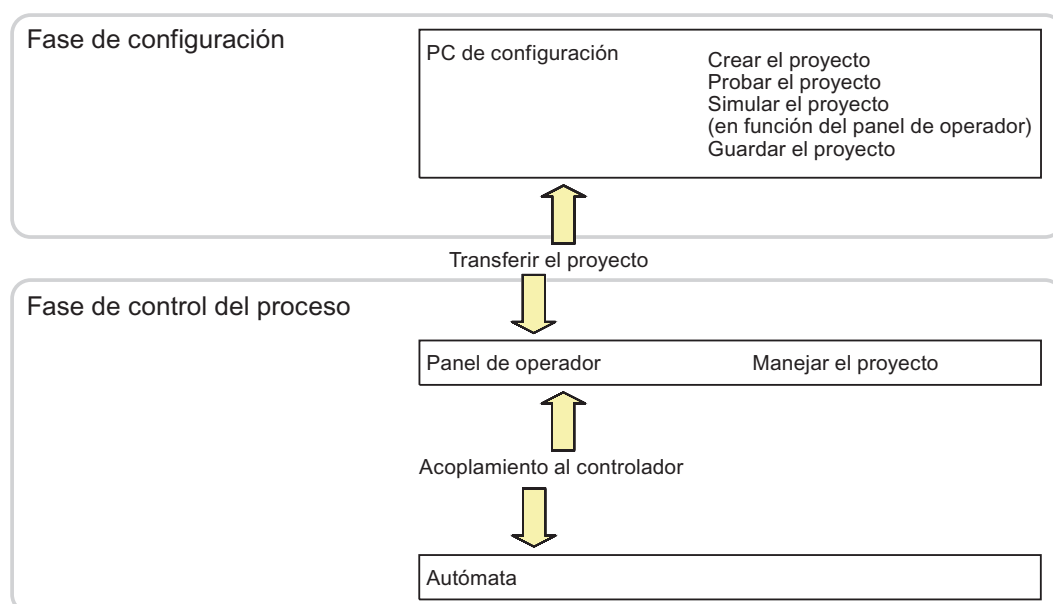 Fase de configuración
PC de configuración
Crear el proyecto
Probar el proyecto
Simular el proyecto
(en función del panel de operador)
Guardar el proyecto
Transferir el proyecto
Fase de control del proceso
Panel de operador
Manejar el proyecto
Acoplamiento al controlador
Autómata